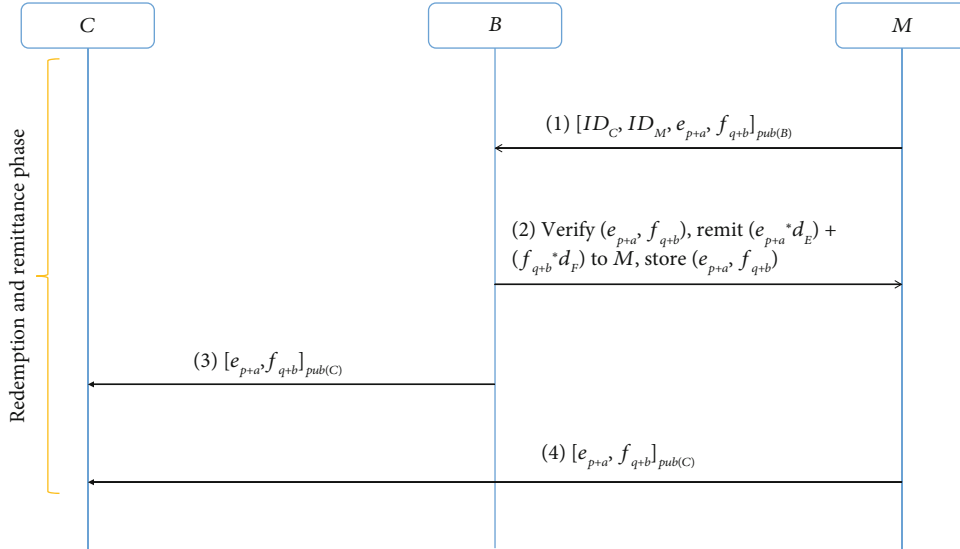 C
B
M
Redemption and remittance phase
(1) [ID_C, ID_M, e_{p+a}, f_{q+b}]_{pub(B)}
(2) Verify (e_{p+a}, f_{q+b}), remit (e_{p+a}*d_E) +
(f_{q+b}*d_F) to M, store (e_{p+a}, f_{q+b})
(3) [e_{p+a}, f_{q+b}]_{pub(C)}
(4) [e_{p+a}, f_{q+b}]_{pub(C)}